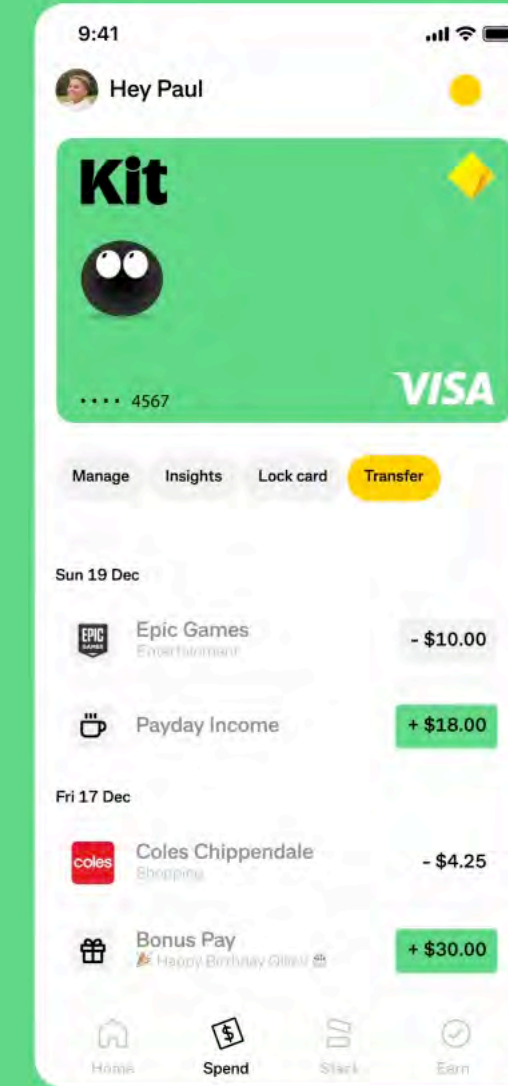 9:41
Hey Paul
Kit
.... 4567
VISA
Manage Insights Lock card Transfer
Sun 19 Dec
EPIC
GAMES
Epic Games - $10.00
Entertainment
Payday Income + $18.00
Fri 17 Dec
coles
Coles Chippendale - $4.25
Shopping
Bonus Pay + $30.00
🎉 Happy Birthday
Home Spend Stack Earn